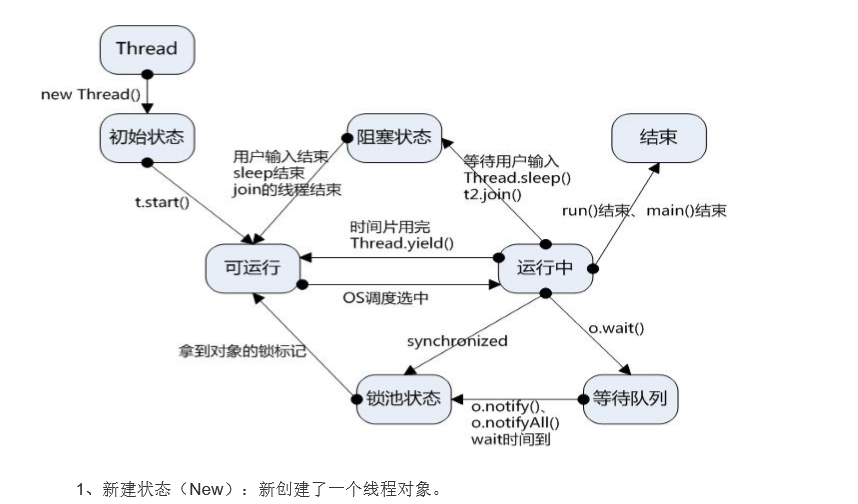 Thread
new Thread()
初始状态
阻塞状态
结束
用户输入结束
sleep结束
join的线程结束
等待用户输入
Thread.sleep()
t2.join()
t.start()
run()结束、main()结束
时间片用完
Thread.yield()
可运行
运行中
OS调度选中
synchronized
o.wait()
拿到对象的锁标记
锁池状态
等待队列
o.notify()、
o.notifyAll()
wait时间到
1、新建状态（New）：新创建了一个线程对象。